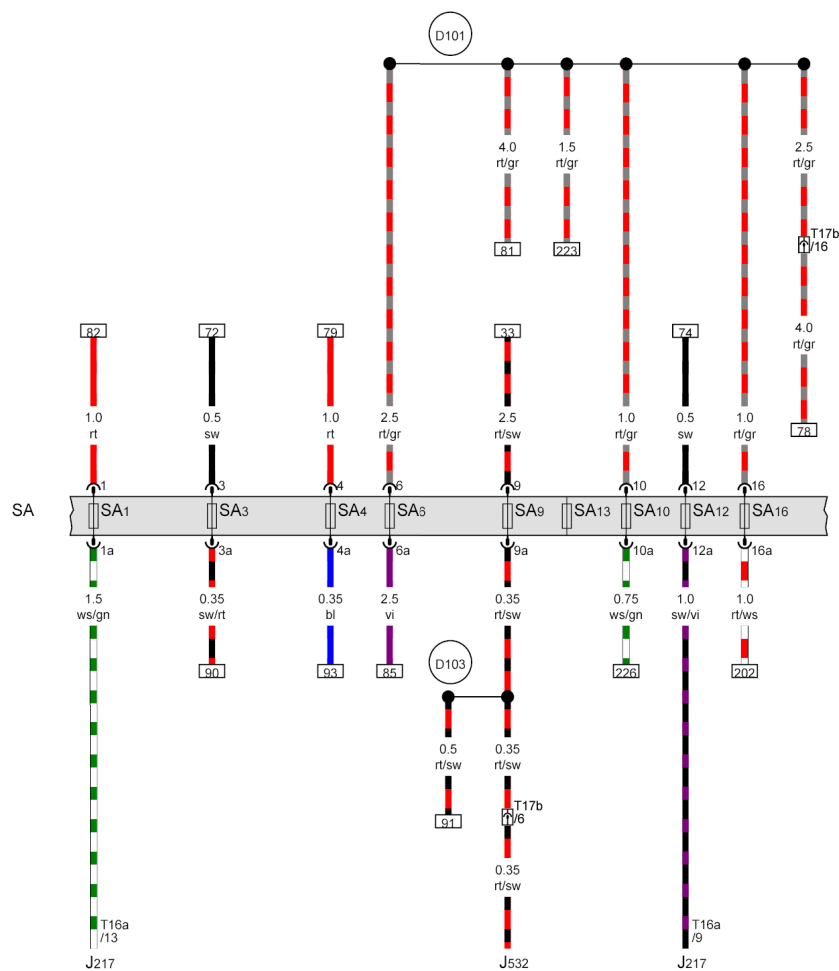 D101
4.0
rt/gr
1.5
rt/gr
2.5
rt/gr
81
223
T17b
/16
82
72
79
33
74
4.0
rt/gr
1.0
rt
0.5
sw
1.0
rt
2.5
rt/gr
2.5
rt/sw
1.0
rt/gr
0.5
sw
1.0
rt/gr
78
1
3
4
6
9
10
12
16
SA
SA1
SA3
SA4
SA6
SA9
SA13
SA10
SA12
SA16
1a
3a
4a
6a
9a
10a
12a
16a
1.5
ws/gn
0.35
sw/rt
0.35
bl
2.5
vi
0.35
rt/sw
0.75
ws/gn
1.0
sw/vi
1.0
rt/ws
D103
90
93
85
226
202
0.5
rt/sw
0.35
rt/sw
91
T17b
/6
0.35
rt/sw
T16a
/13
T16a
/9
J217
J532
J217